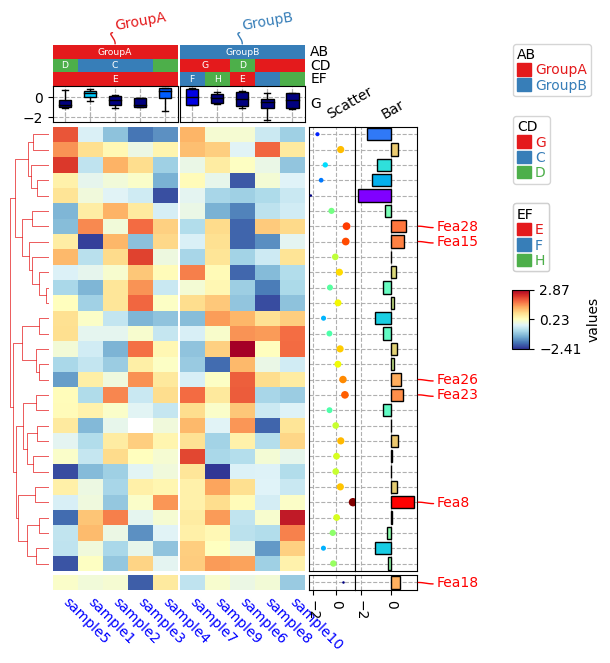 GroupA GroupB
GroupA GroupB AB
D C G D CD
E F H E EF
0
−2
G
Scatter Bar
Fea28
Fea15
Fea26
Fea23
Fea8
Fea18
−2 0 −2 0
sample5 sample1 sample2 sample3 sample4 sample7 sample9 sample6 sample8 sample10
AB
GroupA
GroupB
CD
G
C
D
EF
E
F
H
2.87
0.23
−2.41
values